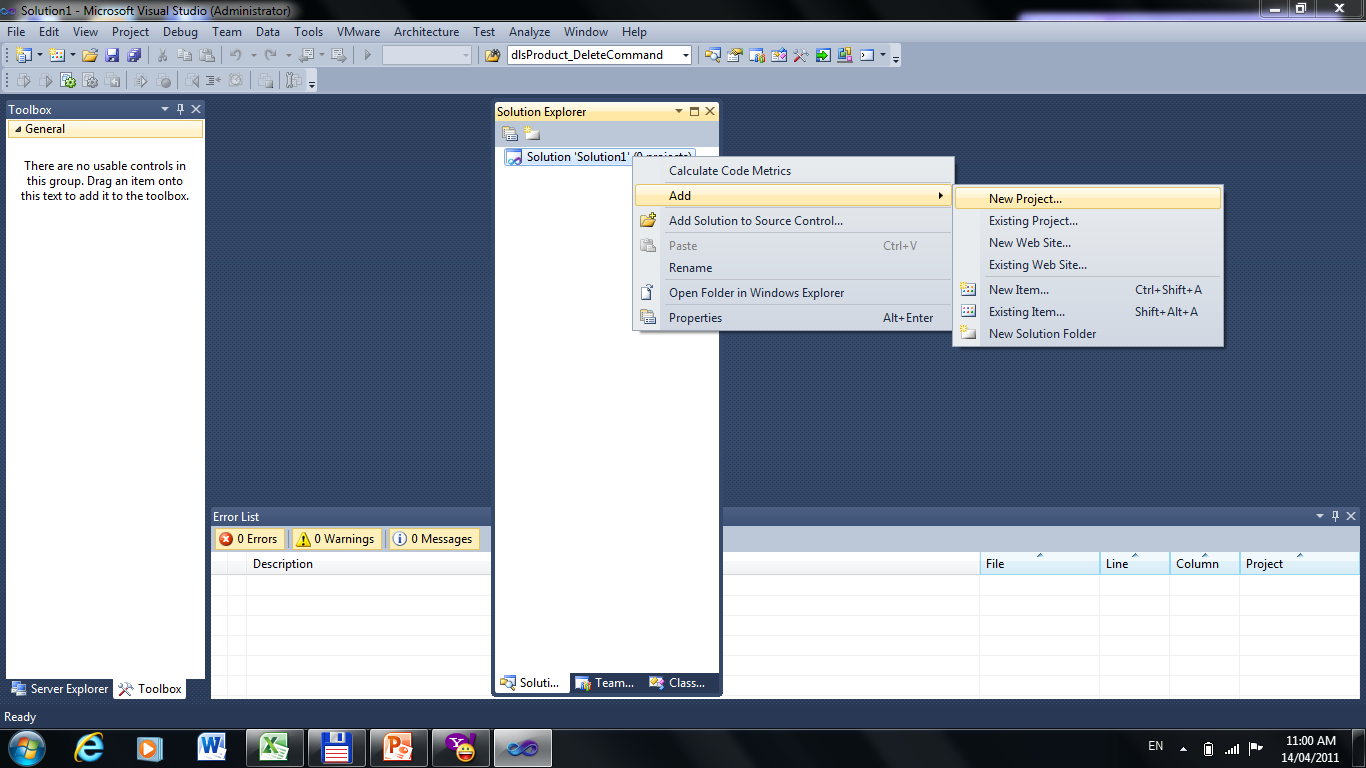 Solution1 - Microsoft Visual Studio (Administrator)
File Edit View Project Debug Team Data Tools VMware Architecture Test Analyze Window Help
dlsProduct_DeleteCommand
Toolbox
General
There are no usable controls in
this group. Drag an item onto
this text to add it to the toolbox.
Server Explorer Toolbox
Solution Explorer
Solution 'Solution1' (0 projects)
Calculate Code Metrics
Add
Add Solution to Source Control...
Paste Ctrl+V
Rename
Open Folder in Windows Explorer
Properties Alt+Enter
New Project...
Existing Project...
New Web Site...
Existing Web Site...
New Item... Ctrl+Shift+A
Existing Item... Shift+Alt+A
New Solution Folder
Error List
0 Errors 0 Warnings 0 Messages
Description File Line Column Project
Soluti... Team... Class...
Ready
EN
11:00 AM
14/04/2011